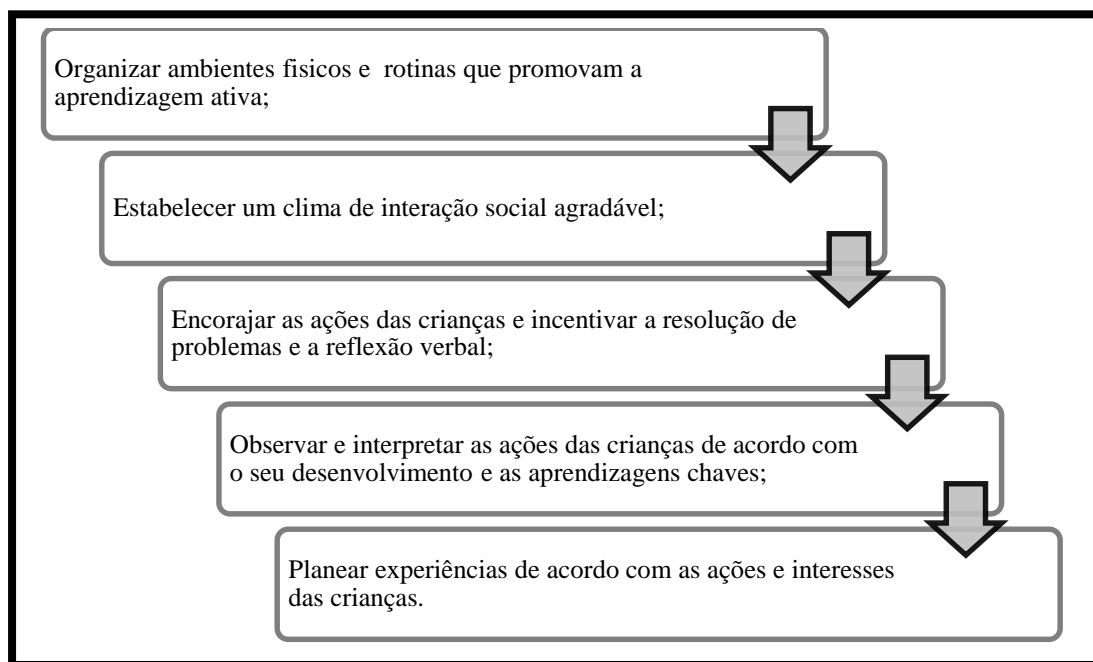 Organizar ambientes fisicos e rotinas que promovam a
aprendizagem ativa;
Estabelecer um clima de interação social agradável;
Encorajar as ações das crianças e incentivar a resolução de
problemas e a reflexão verbal;
Observar e interpretar as ações das crianças de acordo com
o seu desenvolvimento e as aprendizagens chaves;
Planear experiências de acordo com as ações e interesses
das crianças.